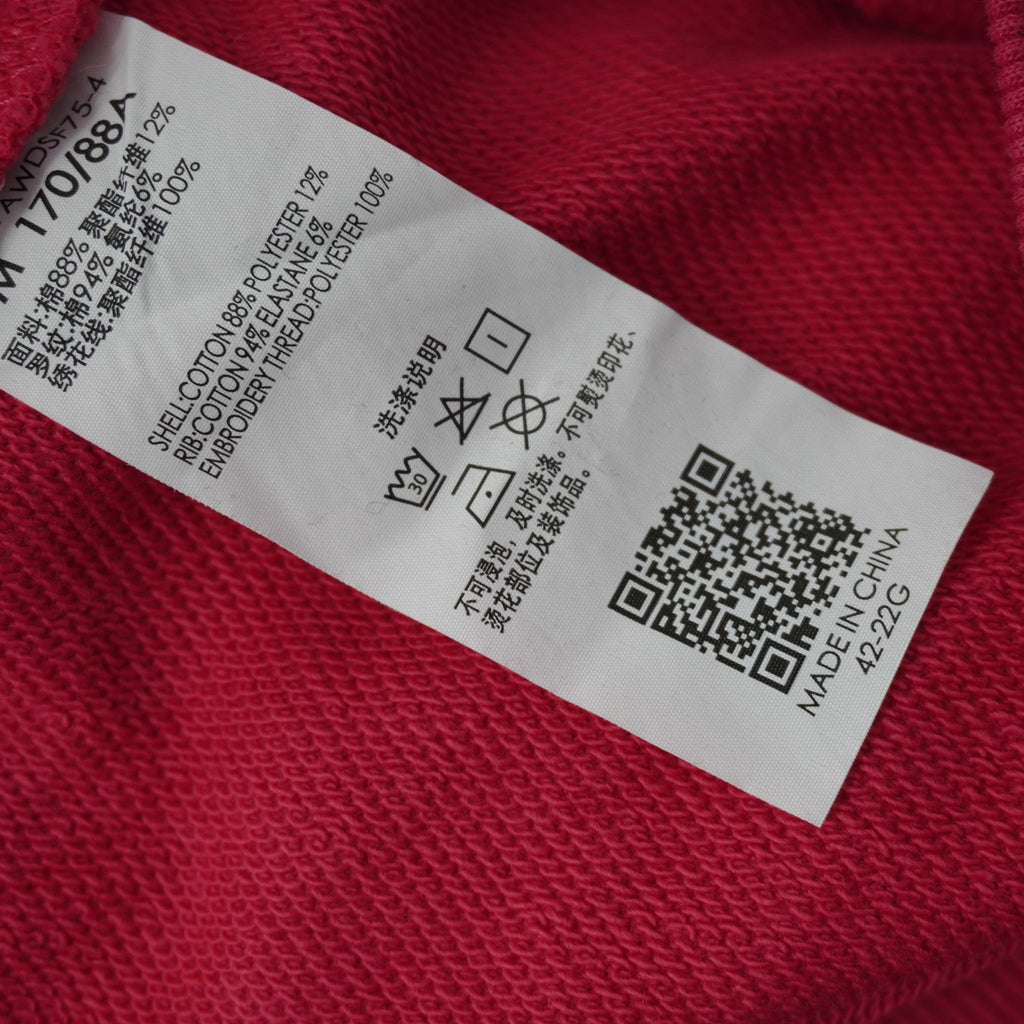 AWDSF75-4
M 170/88A
面料:棉88% 聚酯纤维12%
罗纹:棉94% 氨纶6%
绣花线:聚酯纤维100%
SHELL:COTTON 88% POLYESTER 12%
RIB:COTTON 94% ELASTANE 6%
EMBROIDERY THREAD:POLYESTER 100%
洗涤说明
30
不可浸泡，及时洗涤。不可熨烫印花、
烫花部位及装饰品。
MADE IN CHINA
42-22G